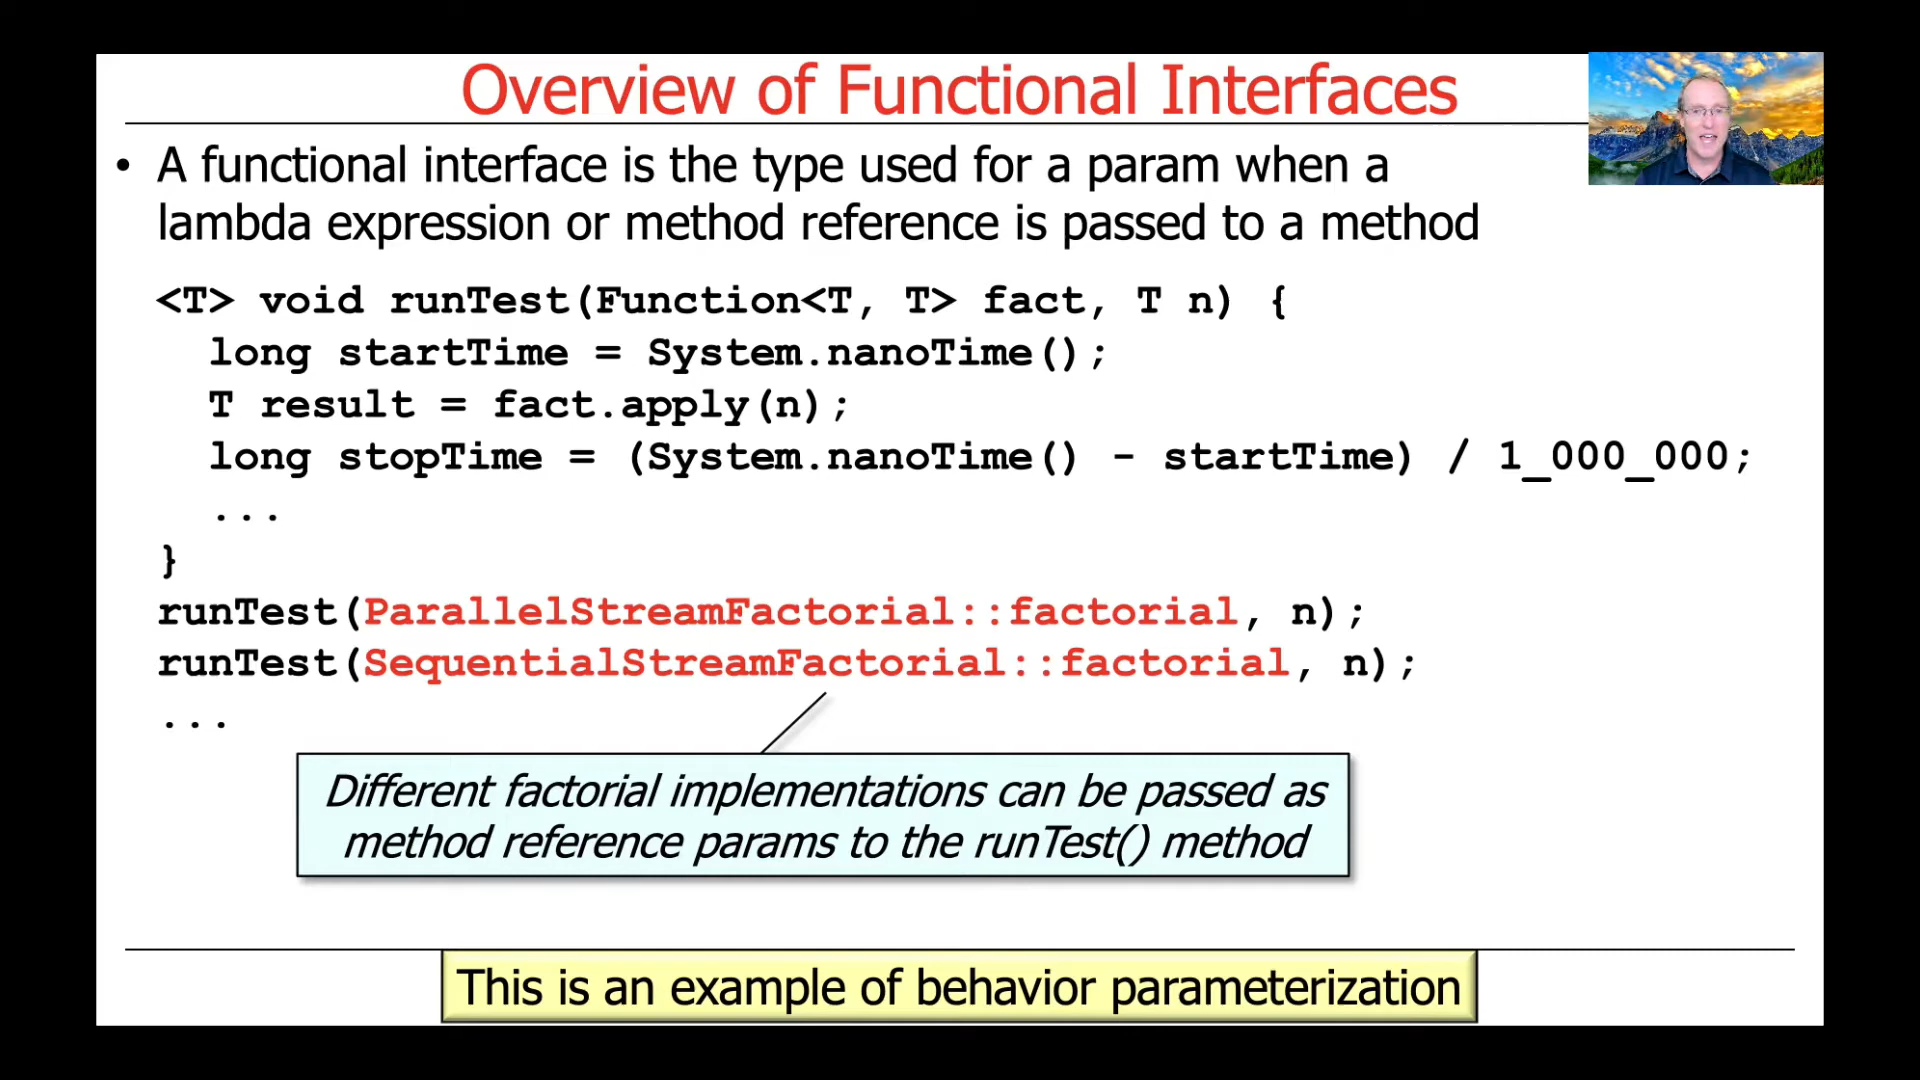 Overview of Functional Interfaces
• A functional interface is the type used for a param when a
lambda expression or method reference is passed to a method
<T> void runTest(Function<T, T> fact, T n) {
long startTime = System.nanoTime();
T result = fact.apply(n);
long stopTime = (System.nanoTime() - startTime) / 1_000_000;
...
}
runTest(ParallelStreamFactorial::factorial, n);
runTest(SequentialStreamFactorial::factorial, n);
...
Different factorial implementations can be passed as
method reference params to the runTest() method
This is an example of behavior parameterization